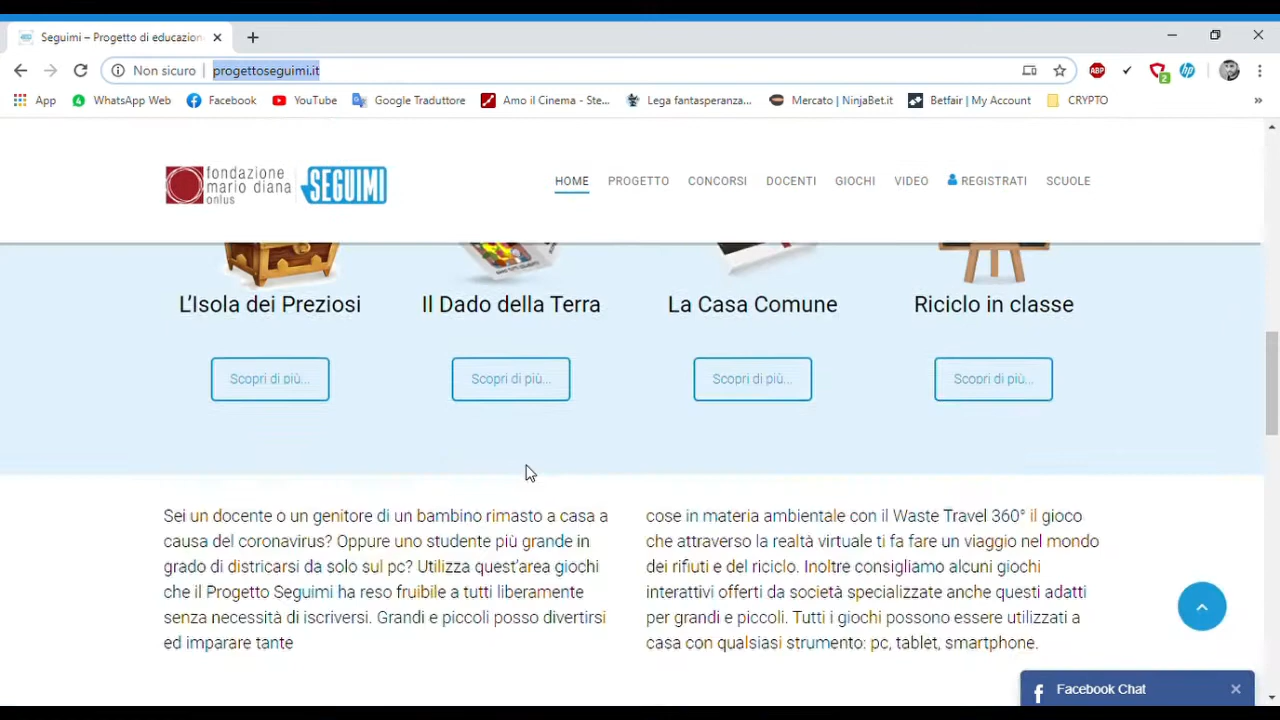 Seguimi – Progetto di educazion
Non sicuro
progettoseguimi.it
ABP
2
hp
App
WhatsApp Web
Facebook
YouTube
Google Traduttore
Amo il Cinema - Ste...
Lega fantasperanza...
Mercato | NinjaBet.it
Betfair | My Account
CRYPTO
»
fondazione
mario diana
onlus
SEGUIMI
HOME
PROGETTO
CONCORSI
DOCENTI
GIOCHI
VIDEO
REGISTRATI
SCUOLE
L’Isola dei Preziosi
Il Dado della Terra
La Casa Comune
Riciclo in classe
Scopri di più...
Scopri di più...
Scopri di più...
Scopri di più...
Sei un docente o un genitore di un bambino rimasto a casa a
causa del coronavirus? Oppure uno studente più grande in
grado di districarsi da solo sul pc? Utilizza quest’area giochi
che il Progetto Seguimi ha reso fruibile a tutti liberamente
senza necessità di iscriversi. Grandi e piccoli posso divertirsi
ed imparare tante
cose in materia ambientale con il Waste Travel 360° il gioco
che attraverso la realtà virtuale ti fa fare un viaggio nel mondo
dei rifiuti e del riciclo. Inoltre consigliamo alcuni giochi
interattivi offerti da società specializzate anche questi adatti
per grandi e piccoli. Tutti i giochi possono essere utilizzati a
casa con qualsiasi strumento: pc, tablet, smartphone.
Facebook Chat